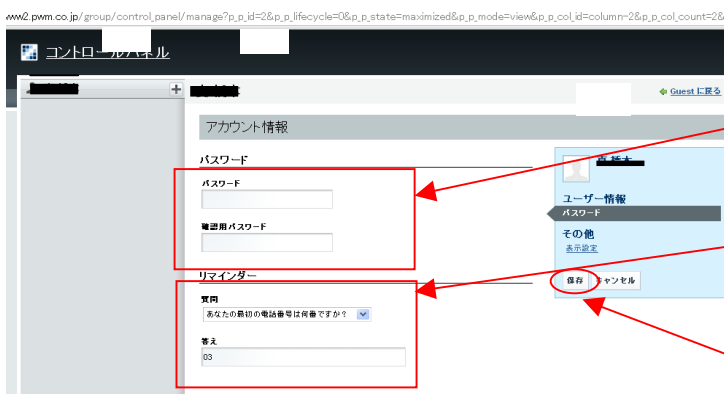 www2.pwm.co.jp/group/control_panel/manage?p_p_id=2&p_p_lifecycle=0&p_p_state=maximized&p_p_mode=view&p_p_col_id=column-2&p_p_col_count=2&
コントロールパネル
Guest に戻る
アカウント情報
パスワード
パスワード
確認用パスワード
リマインダー
質問
あなたの最初の電話番号は何番ですか?
答え
03
ユーザー情報
パスワード
その他
表示設定
保存 キャンセル